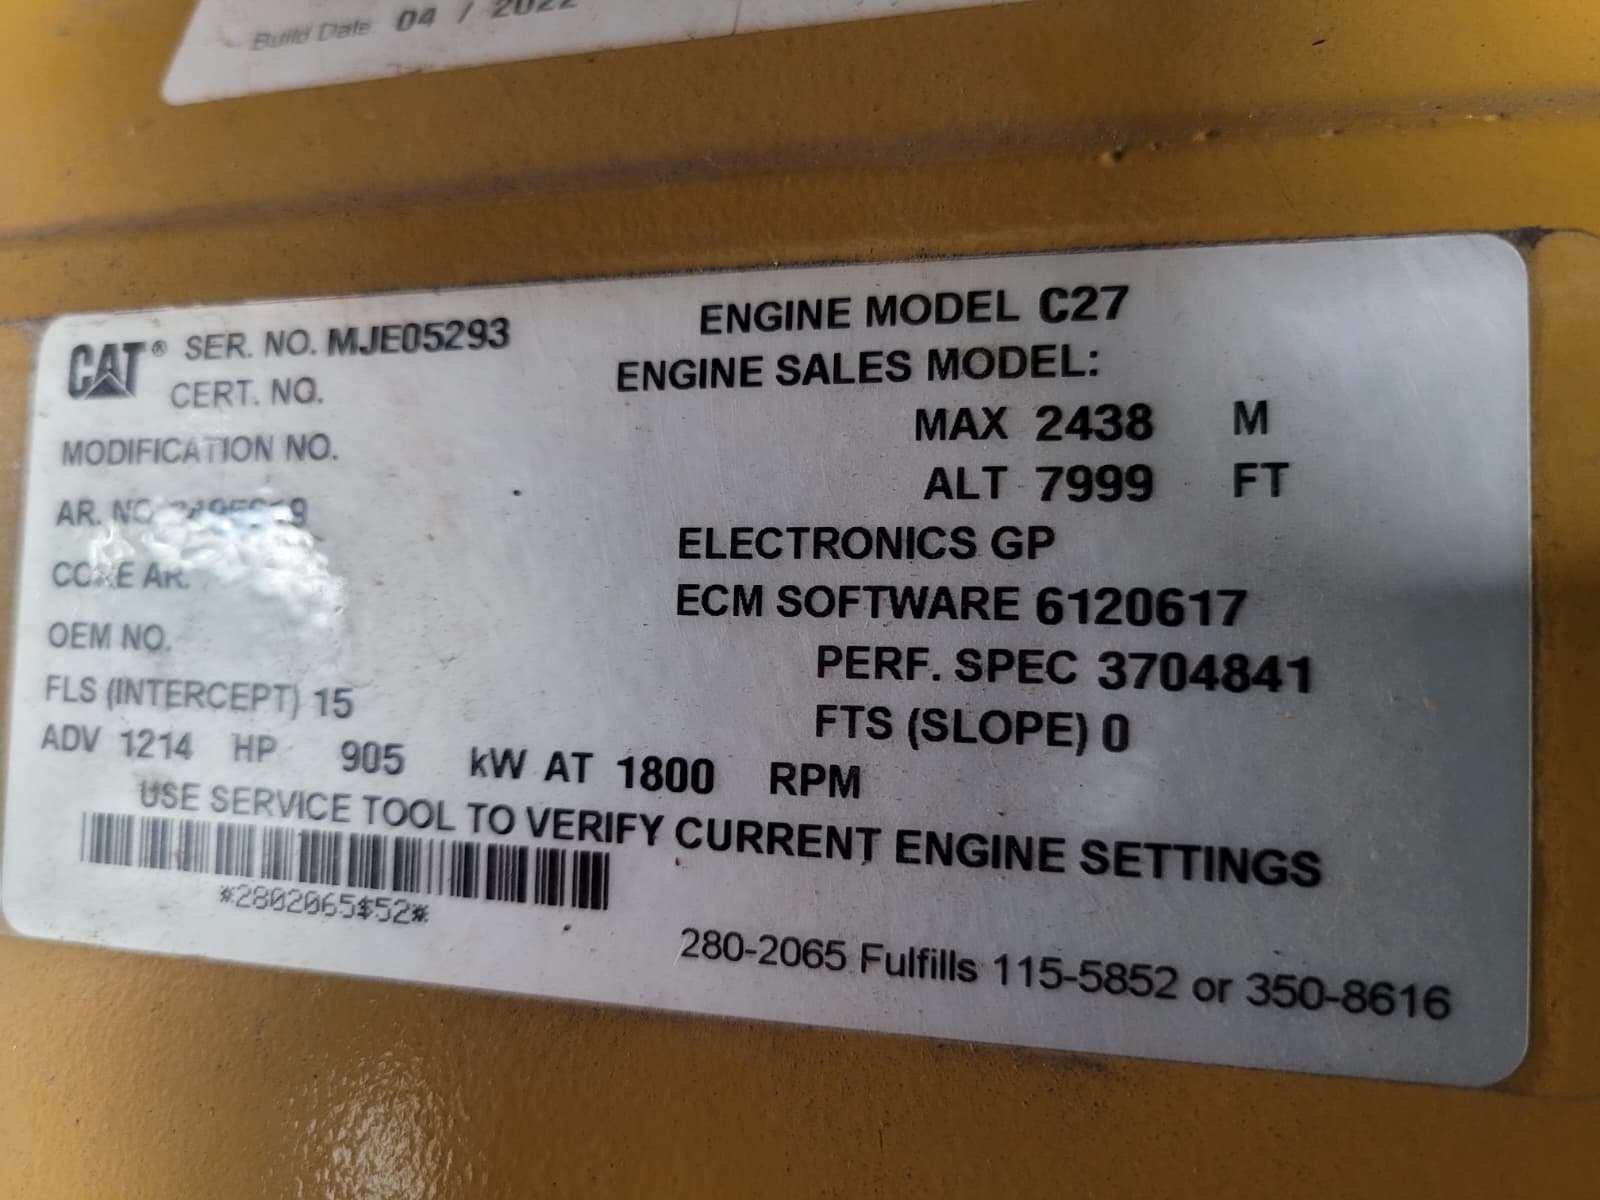 Build Date 04 / 2022
CAT® SER. NO. MJE05293
ENGINE MODEL C27
CERT. NO.
ENGINE SALES MODEL:
MODIFICATION NO.
MAX 2438 M
AR. NO
ALT 7999 FT
CORE AR.
ELECTRONICS GP
OEM NO.
ECM SOFTWARE 6120617
FLS (INTERCEPT) 15
PERF. SPEC 3704841
FTS (SLOPE) 0
ADV 1214 HP 905 kW AT 1800 RPM
USE SERVICE TOOL TO VERIFY CURRENT ENGINE SETTINGS
*2802065$52*
280-2065 Fulfills 115-5852 or 350-8616